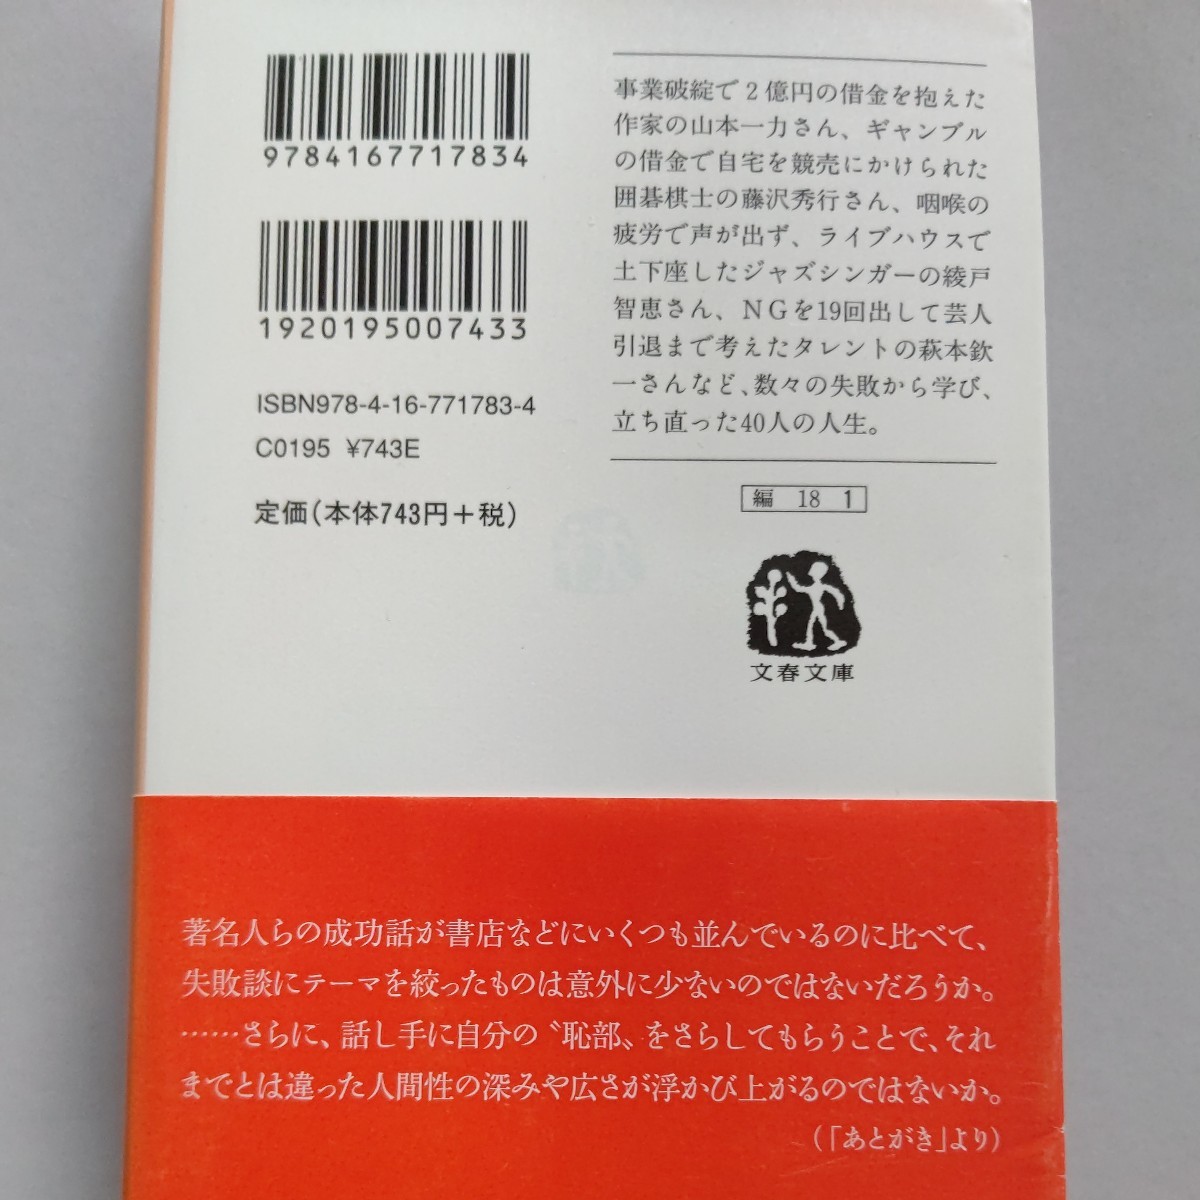 9784167717834
1920195007433
ISBN978-4-16-771783-4
C0195 ¥743E
定価(本体743円+税)
事業破綻で2億円の借金を抱えた
作家の山本一力さん、ギャンブル
の借金で自宅を競売にかけられた
囲碁棋士の藤沢秀行さん、咽喉の
疲労で声が出ず、ライブハウスで
土下座したジャズシンガーの綾戸
智恵さん、NGを19回出して芸人
引退まで考えたタレントの萩本欽
一さんなど、数々の失敗から学び、
立ち直った40人の人生。
編 18 1
文春文庫
著名人らの成功話が書店などにいくつも並んでいるのに比べて、
失敗談にテーマを絞ったものは意外に少ないのではないだろうか。
……さらに、話し手に自分の〝恥部〟をさらしてもらうことで、それ
までとは違った人間性の深みや広さが浮かび上がるのではないか。
(「あとがき」より)